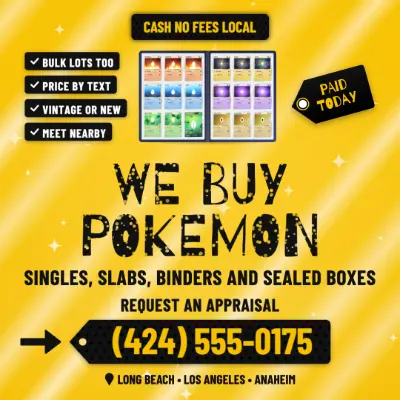 CASH NO FEES LOCAL
✓ BULK LOTS TOO
✓ PRICE BY TEXT
✓ VINTAGE OR NEW
✓ MEET NEARBY
PAID
TODAY
WE BUY
POKEMON
SINGLES, SLABS, BINDERS AND SEALED BOXES
REQUEST AN APPRAISAL
(424) 555-0175
LONG BEACH • LOS ANGELES • ANAHEIM